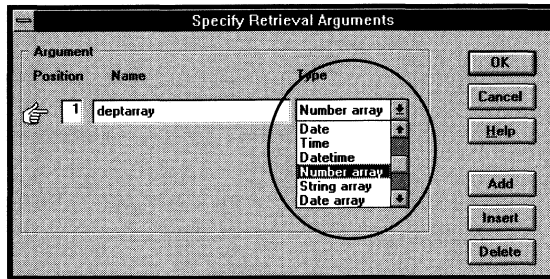 Specify Retrieval Arguments
Argument
Position Name Type
1 deptarray Number array
Date
Time
Datetime
Number array
String array
Date array
OK
Cancel
Help
Add
Insert
Delete